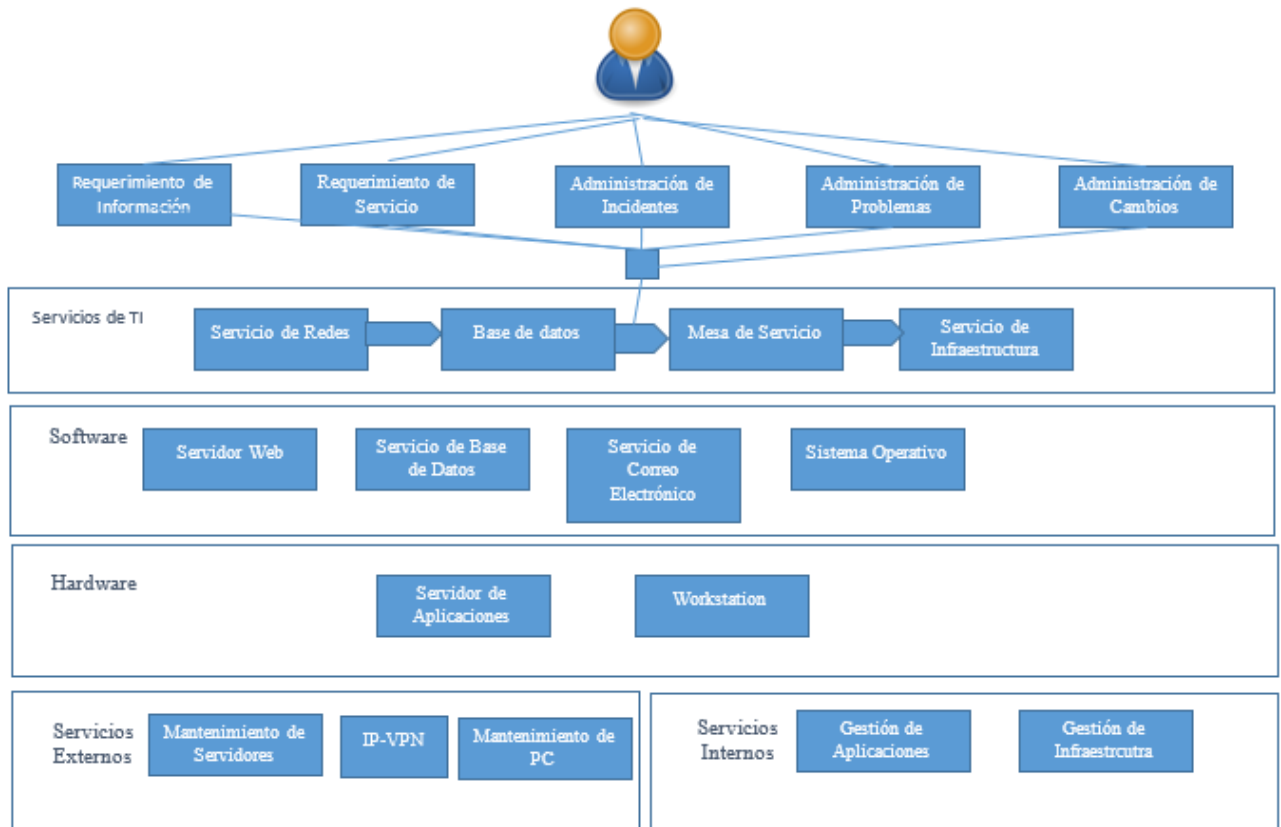 Requerimiento de
Información
Requerimiento de
Servicio
Administración de
Incidentes
Administración de
Problemas
Administración de
Cambios
Servicios de TI
Servicio de Redes
Base de datos
Mesa de Servicio
Servicio de
Infraestructura
Software
Servidor Web
Servicio de Base
de Datos
Servicio de
Correo
Electrónico
Sistema Operativo
Hardware
Servidor de
Aplicaciones
Workstation
Servicios
Externos
Mantenimiento de
Servidores
IP-VPN
Mantenimiento de
PC
Servicios
Internos
Gestión de
Aplicaciones
Gestión de
Infraestrcutra